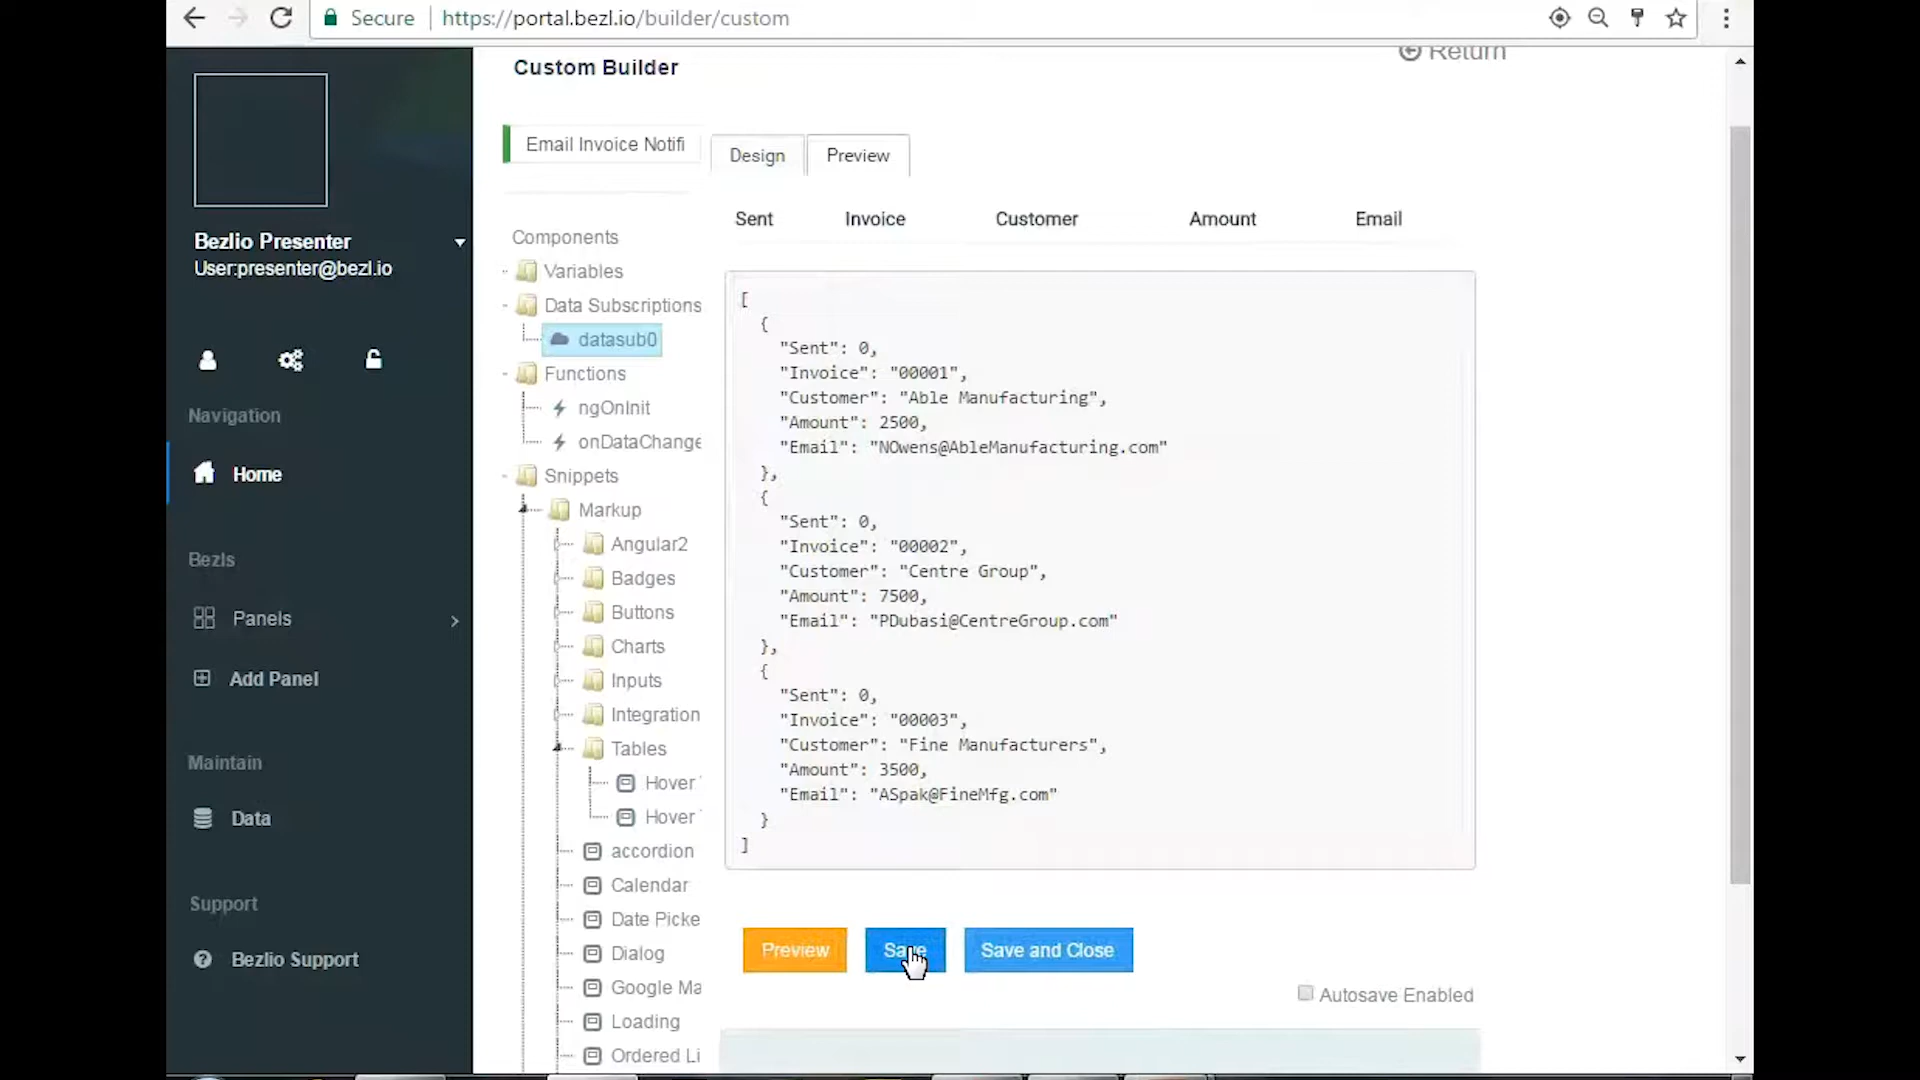 Secure
https://portal.bezl.io/builder/custom
Return
Custom Builder
Bezlio Presenter
User:presenter@bezl.io
Navigation
Home
Bezls
Panels
Add Panel
Maintain
Data
Support
Bezlio Support
Email Invoice Notifi
Components
Variables
Data Subscriptions
datasub0
Functions
ngOnInit
onDataChange
Snippets
Markup
Angular2
Badges
Buttons
Charts
Inputs
Integration
Tables
Hover
Hover
accordion
Calendar
Date Picke
Dialog
Google Ma
Loading
Ordered Li
Design Preview
Sent Invoice Customer Amount Email
[
{
"Sent": 0,
"Invoice": "00001",
"Customer": "Able Manufacturing",
"Amount": 2500,
"Email": "NOwens@AbleManufacturing.com"
},
{
"Sent": 0,
"Invoice": "00002",
"Customer": "Centre Group",
"Amount": 7500,
"Email": "PDubasi@CentreGroup.com"
},
{
"Sent": 0,
"Invoice": "00003",
"Customer": "Fine Manufacturers",
"Amount": 3500,
"Email": "ASpak@FineMfg.com"
}
]
Preview Save Save and Close
Autosave Enabled